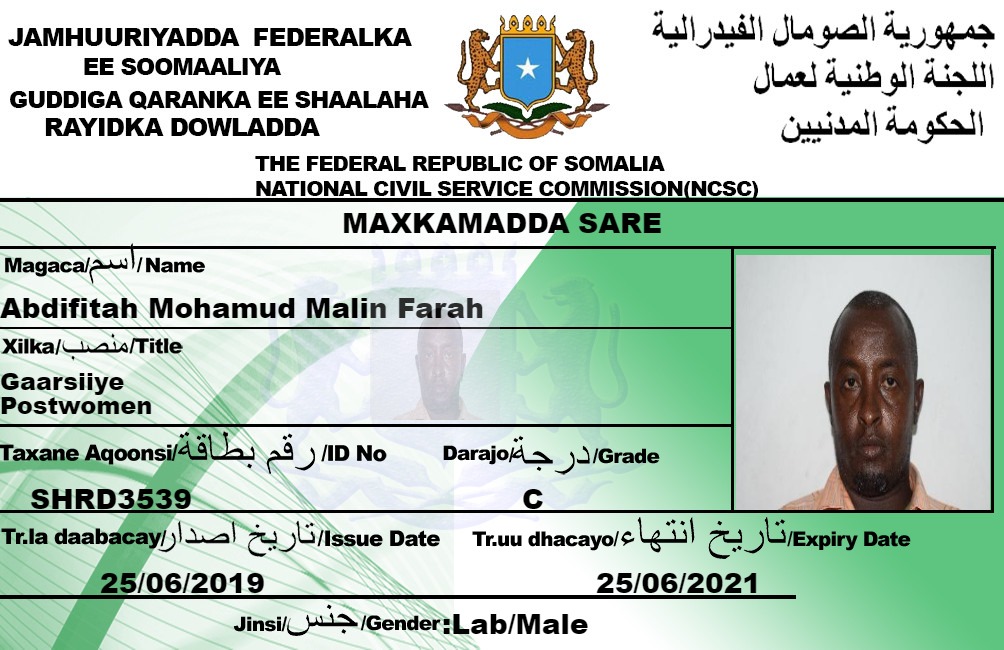 JAMHUURIYADDA FEDERALKA
EE SOOMAALIYA
GUDDIGA QARANKA EE SHAALAHA
RAYIDKA DOWLADDA
جمهورية الصومال الفيدرالية
اللجنة الوطنية لعمال
الحكومة المدنيين
THE FEDERAL REPUBLIC OF SOMALIA
NATIONAL CIVIL SERVICE COMMISSION(NCSC)
MAXKAMADDA SARE
Magaca/اسم/Name
Abdifitah Mohamud Malin Farah
Xilka/منصب/Title
Gaarsiiye
Postwomen
Taxane Aqoonsi/رقم بطاقة/ID No
Darajo/درجة/Grade
SHRD3539
C
Tr.la daabacay/تاريخ اصدار/Issue Date
Tr.uu dhacayo/تاريخ انتهاء/Expiry Date
25/06/2019
25/06/2021
Jinsi/جنس/Gender:Lab/Male